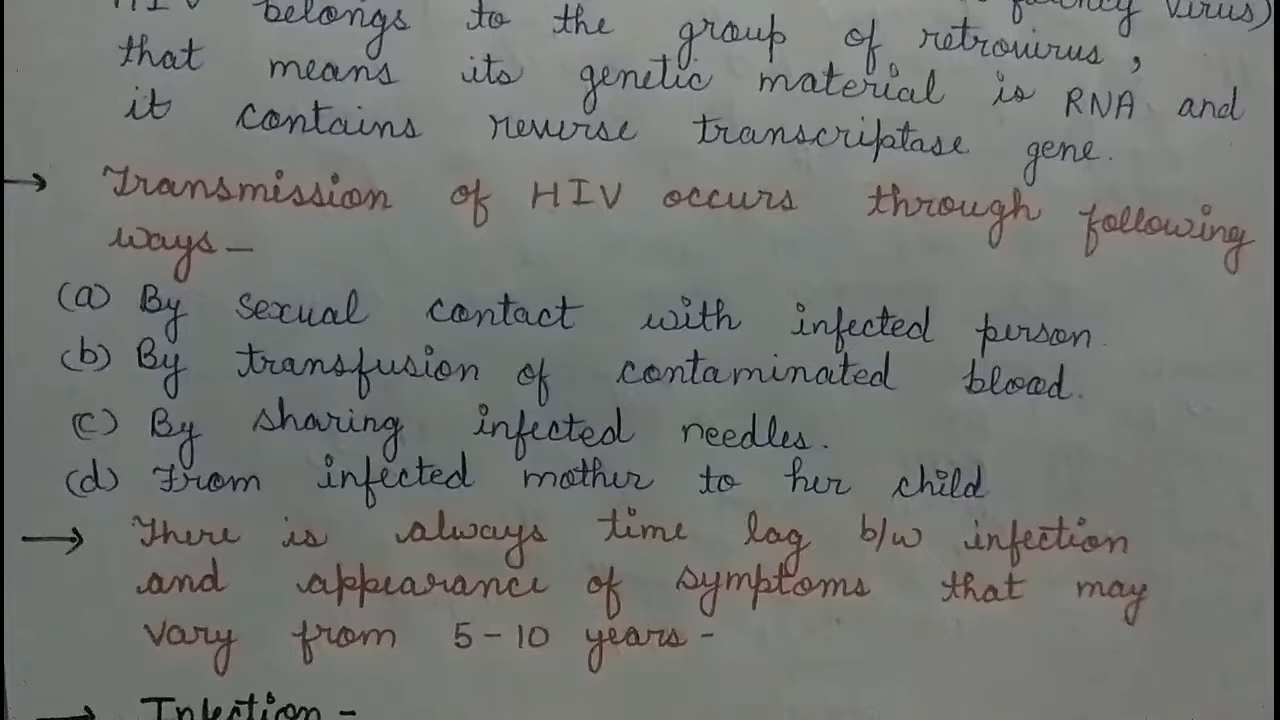 HIV belongs to the group of retrovirus,
that means its genetic material is RNA and
it contains reverse transcriptase gene.
→ Transmission of HIV occurs through following
ways –
(a) By sexual contact with infected person.
(b) By transfusion of contaminated blood.
(c) By sharing infected needles.
(d) From infected mother to her child
→ There is always time lag b/w infection
and appearance of symptoms that may
vary from 5-10 years -
→ Infection -